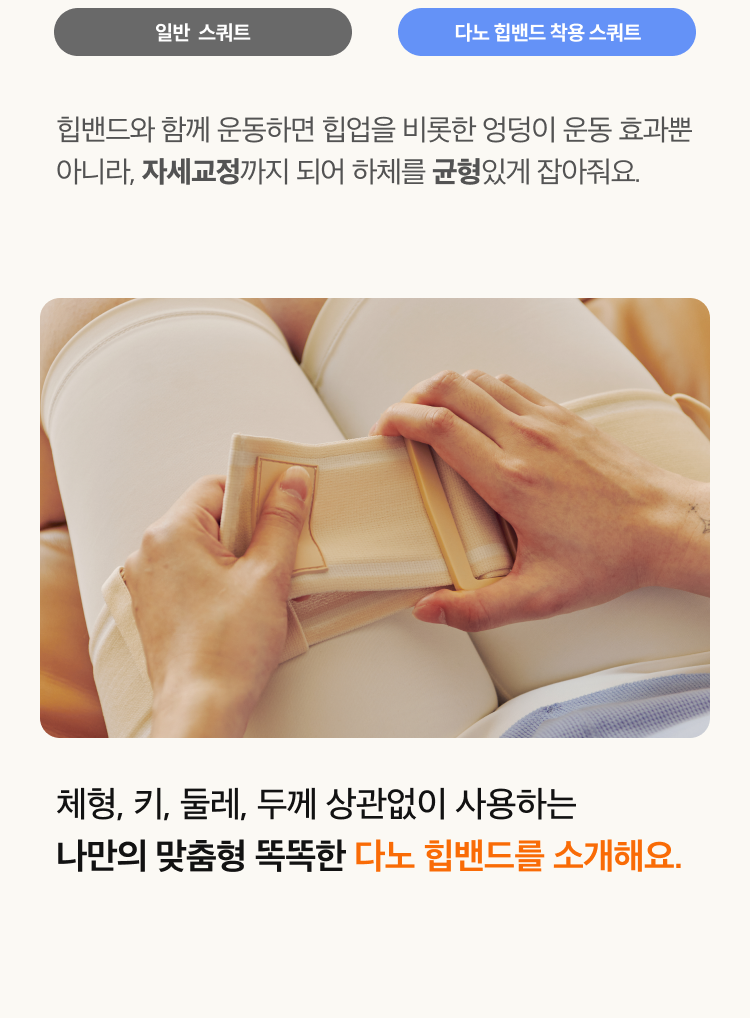 일반 스쿼트
다노 힙밴드 착용 스쿼트
힙밴드와 함께 운동하면 힙업을 비롯한 엉덩이 운동 효과뿐
아니라, 자세교정까지 되어 하체를 균형있게 잡아줘요.
체형, 키, 둘레, 두께 상관없이 사용하는
나만의 맞춤형 똑똑한 다노 힙밴드를 소개해요.